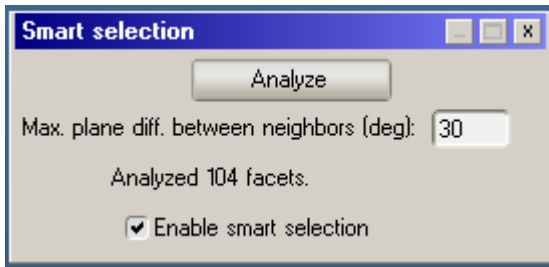 Smart selection
Analyze
Max. plane diff. between neighbors (deg): 30
Analyzed 104 facets.
Enable smart selection